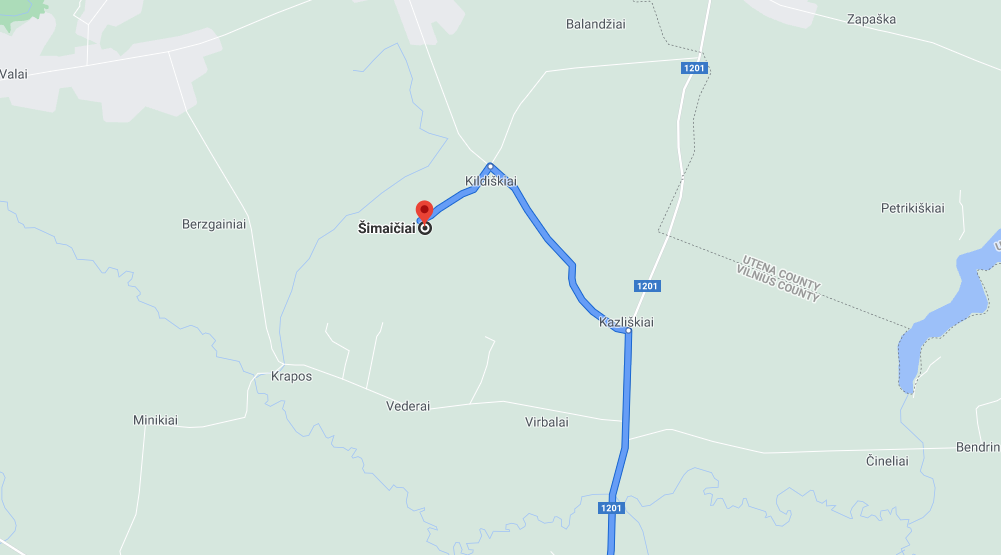 Balandžiai
Zapaška
1201
Valai
Kildiškiai
Petrikiškiai
Berzgainiai
Šimaičiai
UTENA COUNTY
VILNIUS COUNTY
1201
Kazliškiai
Krapos
Vederai
Minikiai
Virbalai
Bendrin
Čineliai
1201